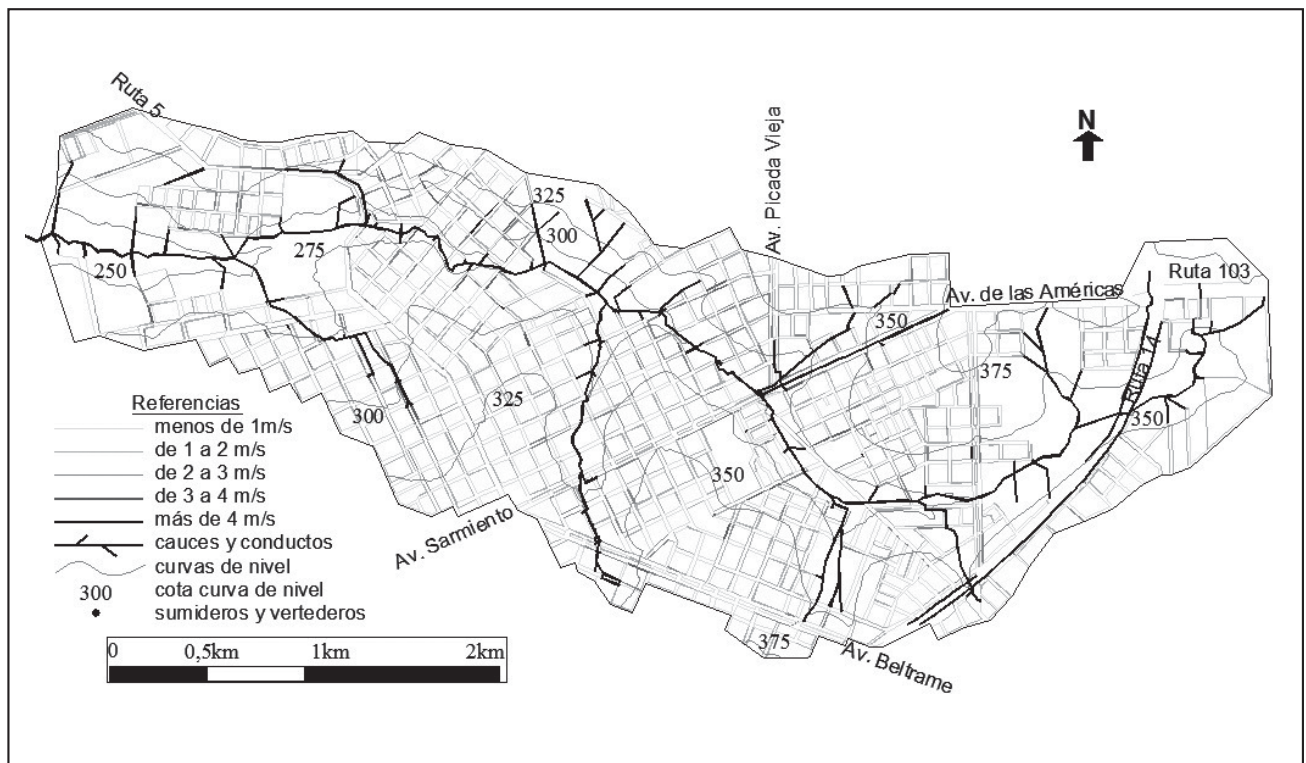 Ruta 5
N
Av. Picada Vieja
325
300
275
250
Ruta 103
Av. de las Américas
350
375
Ruta 14
350
325
300
350
Av. Sarmiento
375
Av. Beltrame
Referencias
menos de 1m/s
de 1 a 2 m/s
de 2 a 3 m/s
de 3 a 4 m/s
más de 4 m/s
cauces y conductos
curvas de nivel
300 cota curva de nivel
sumideros y vertederos
0 0,5km 1km 2km